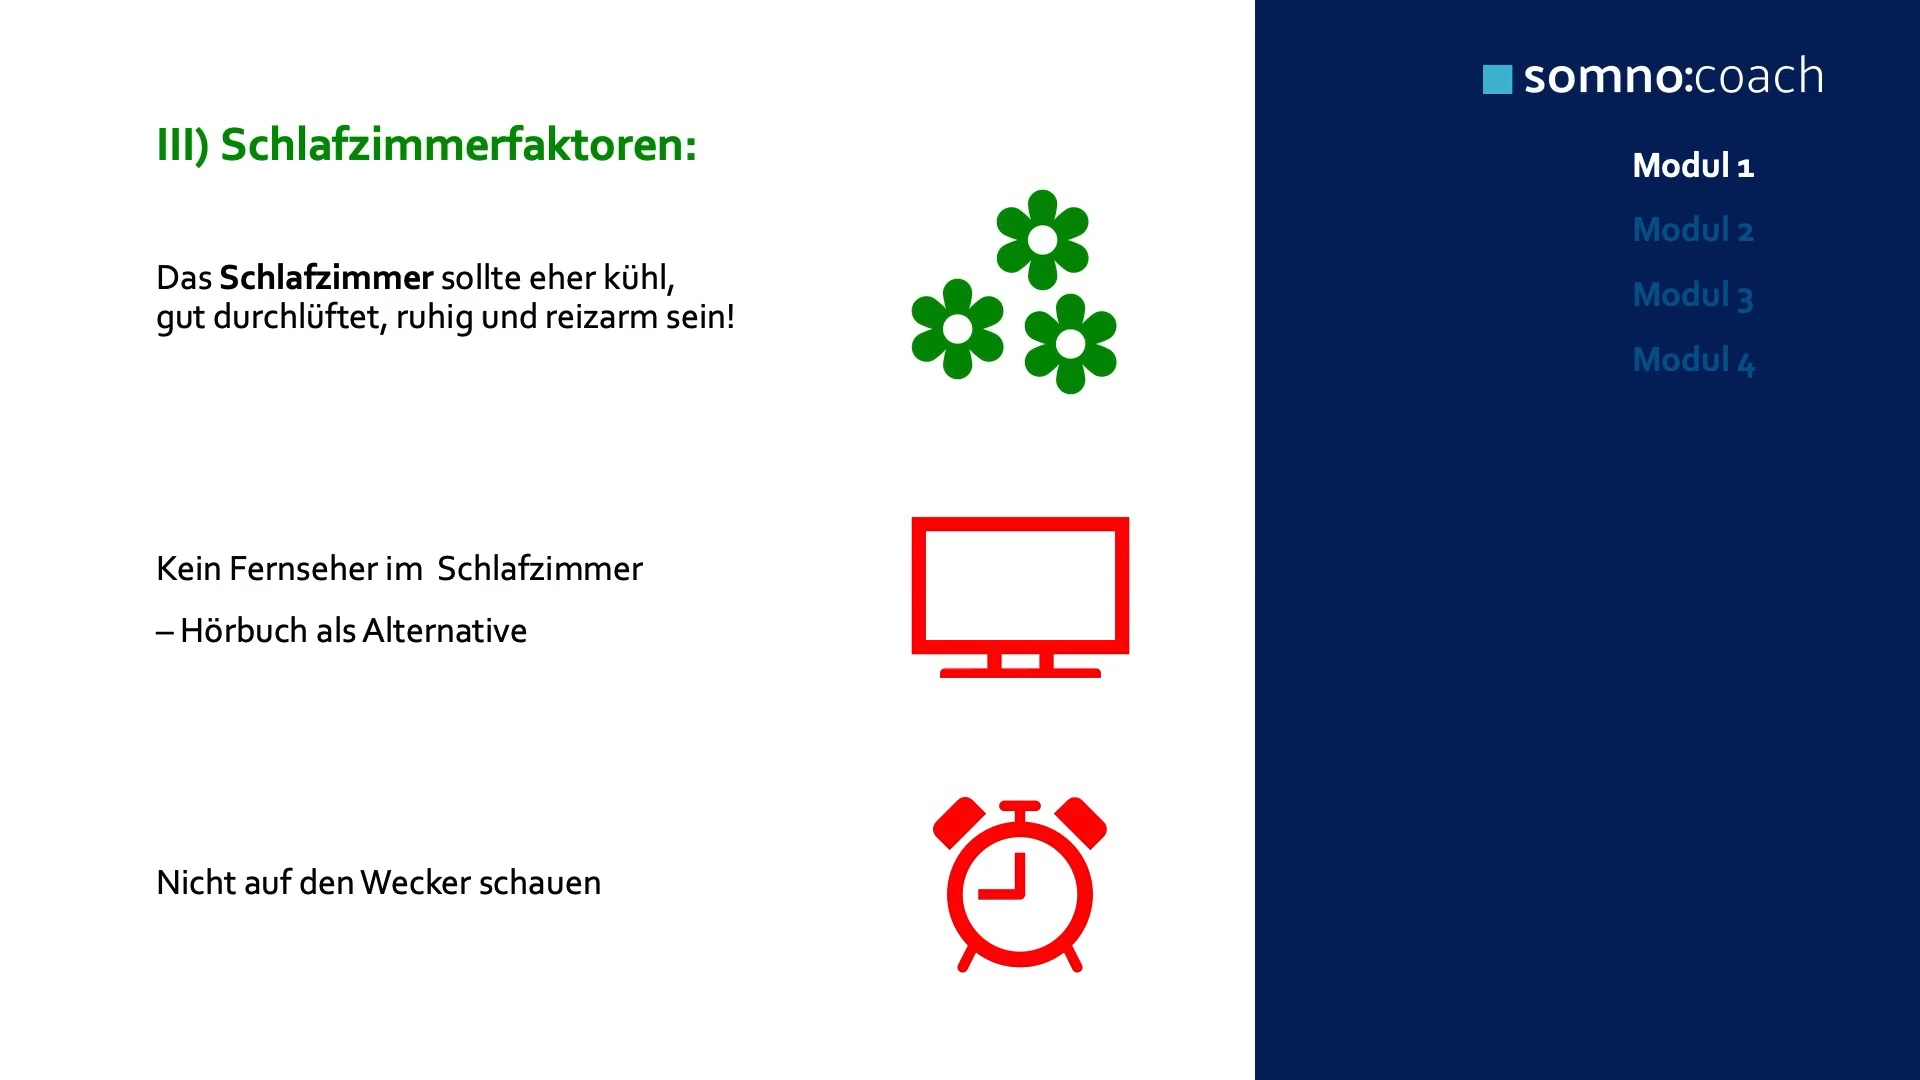 III) Schlafzimmerfaktoren:
Das Schlafzimmer sollte eher kühl,
gut durchlüftet, ruhig und reizarm sein!
Kein Fernseher im  Schlafzimmer
– Hörbuch als Alternative
Nicht auf den Wecker schauen
somno:coach
Modul 1
Modul 2
Modul 3
Modul 4